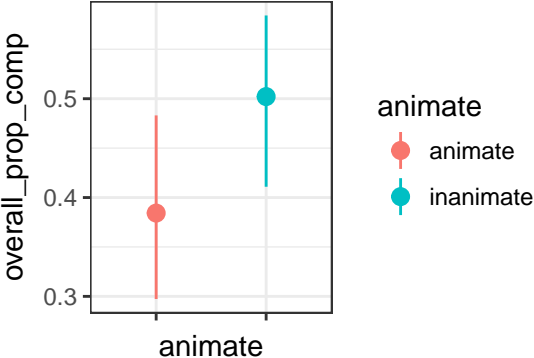 overall_prop_comp
0.5
0.4
0.3
animate
animate
animate
inanimate